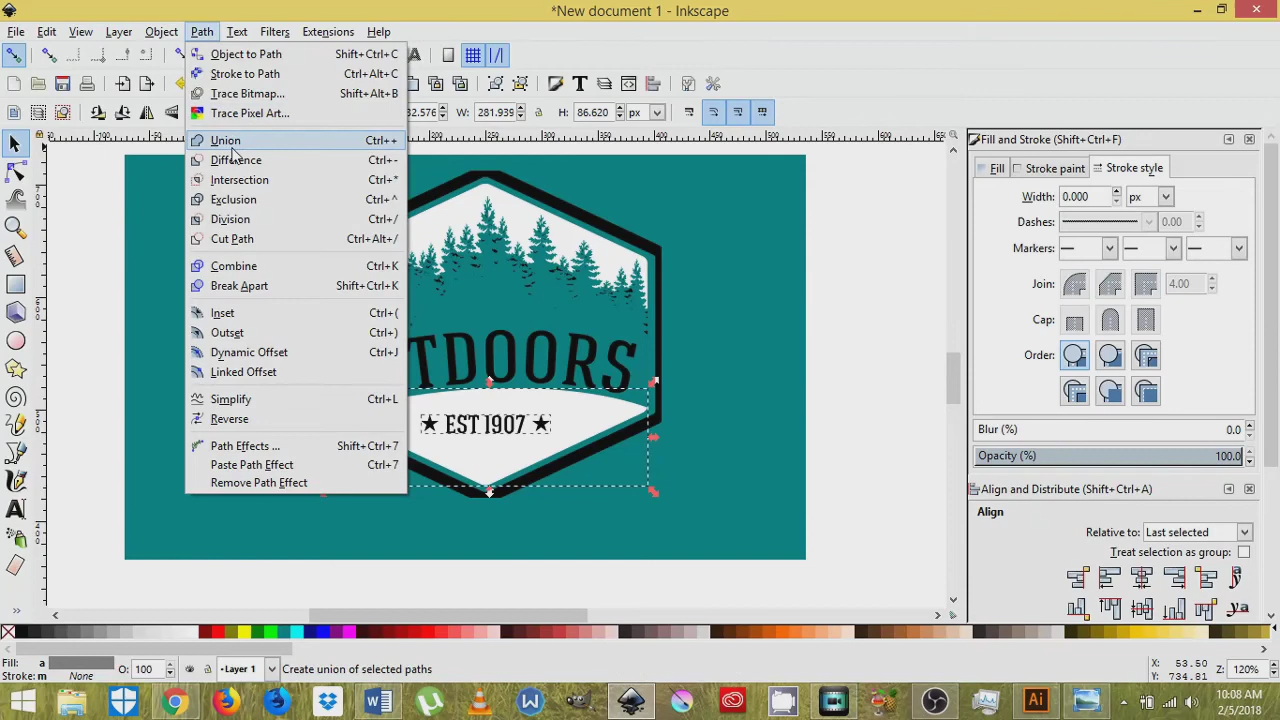 *New document 1 - Inkscape
File Edit View Layer Object Path Text Filters Extensions Help
Object to Path Shift+Ctrl+C
Stroke to Path Ctrl+Alt+C
Trace Bitmap... Shift+Alt+B
Trace Pixel Art...
Union Ctrl++
Difference Ctrl+-
Intersection Ctrl+*
Exclusion Ctrl+^
Division Ctrl+/
Cut Path Ctrl+Alt+/
Combine Ctrl+K
Break Apart Shift+Ctrl+K
Inset Ctrl+(
Outset Ctrl+)
Dynamic Offset Ctrl+J
Linked Offset
Simplify Ctrl+L
Reverse
Path Effects ... Shift+Ctrl+7
Paste Path Effect Ctrl+7
Remove Path Effect
32.576 W: 281.939 H: 86.620 px
TDOORS
★ EST 1907 ★
Fill and Stroke (Shift+Ctrl+F)
Fill Stroke paint Stroke style
Width: 0.000 px
Dashes: 0.00
Markers:
Join: 4.00
Cap:
Order:
Blur (%) 0.0
Opacity (%) 100.0
Align and Distribute (Shift+Ctrl+A)
Align
Relative to: Last selected
Treat selection as group:
Fill: a
Stroke: m None
O: 100
Layer 1
Create union of selected paths
X: 53.50
Y: 734.81
Z: 120%
10:08 AM
2/5/2018